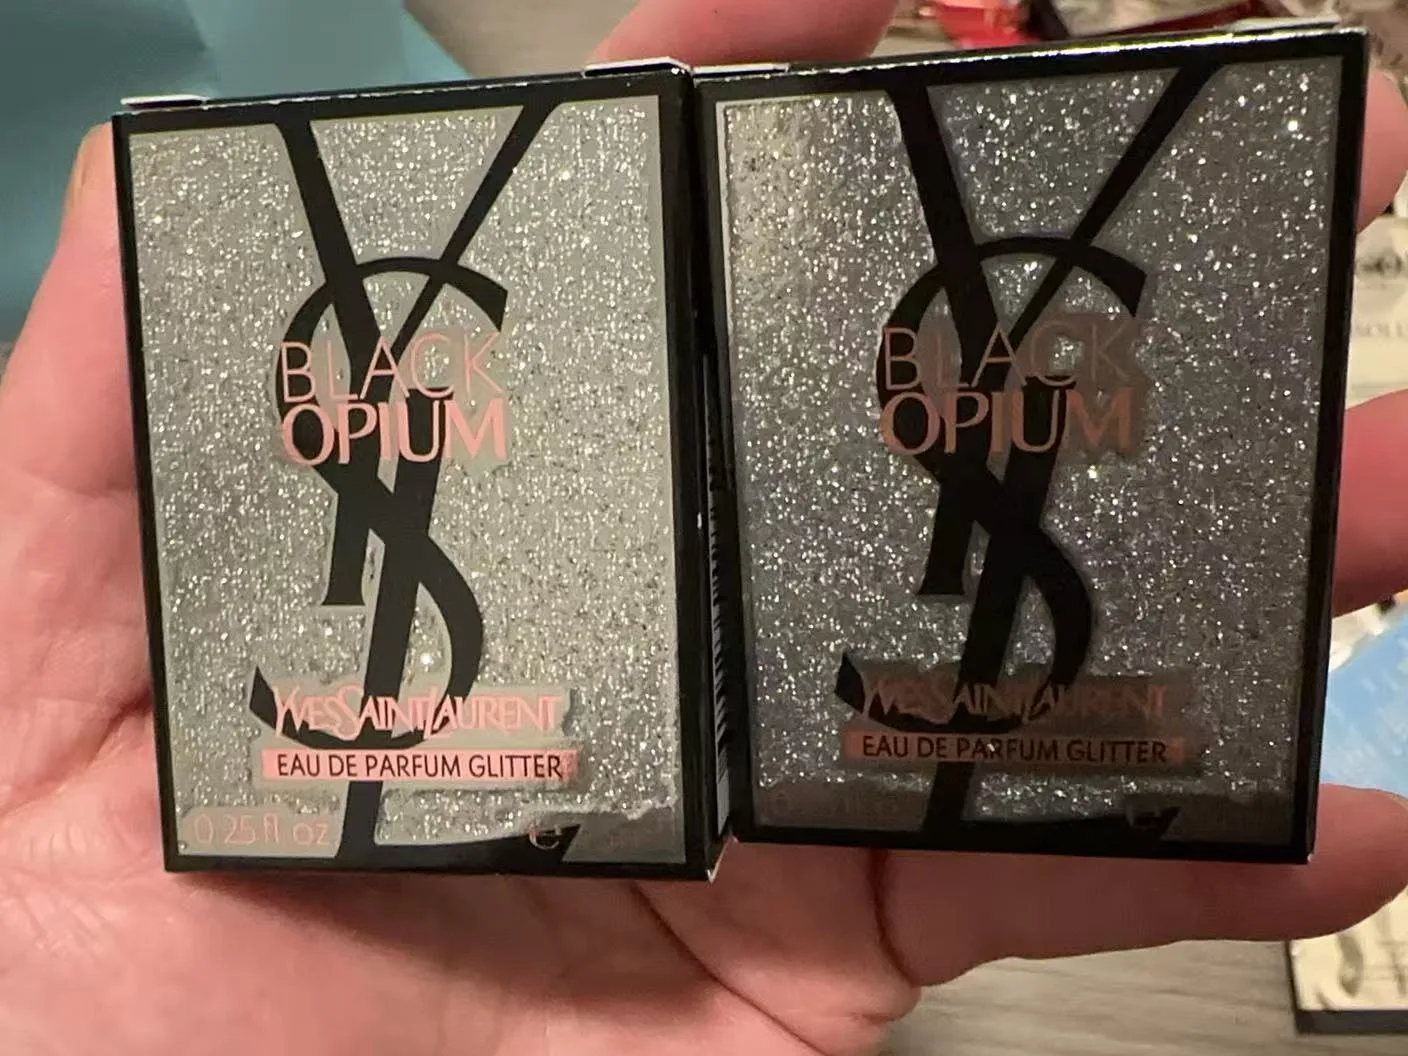 BLACK
OPIUM
YVESSAINTLAURENT
EAU DE PARFUM GLITTER
0.25 fl oz
e
BLACK
OPIUM
YVESSAINTLAURENT
EAU DE PARFUM GLITTER